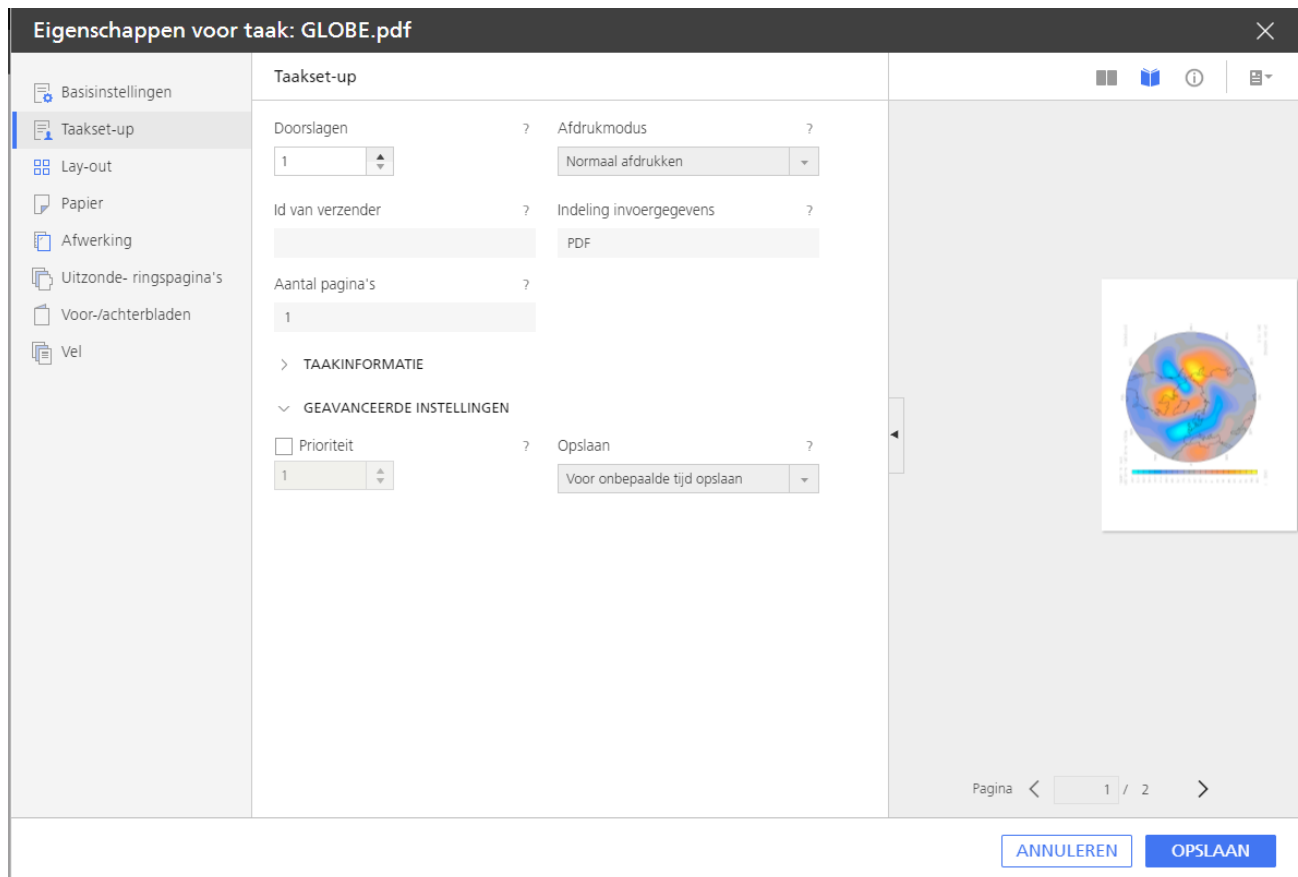 Eigenschappen voor taak: GLOBE.pdf
Basisinstellingen
Taakset-up
Lay-out
Papier
Afwerking
Uitzonde- ringspagina's
Voor-/achterbladen
Vel
Taakset-up
Doorslagen ?
1
Afdrukmodus ?
Normaal afdrukken
Id van verzender ?
Indeling invoergegevens ?
PDF
Aantal pagina's ?
1
TAAKINFORMATIE
GEAVANCEERDE INSTELLINGEN
Prioriteit ?
1
Opslaan ?
Voor onbepaalde tijd opslaan
Pagina 1 / 2
ANNULEREN
OPSLAAN